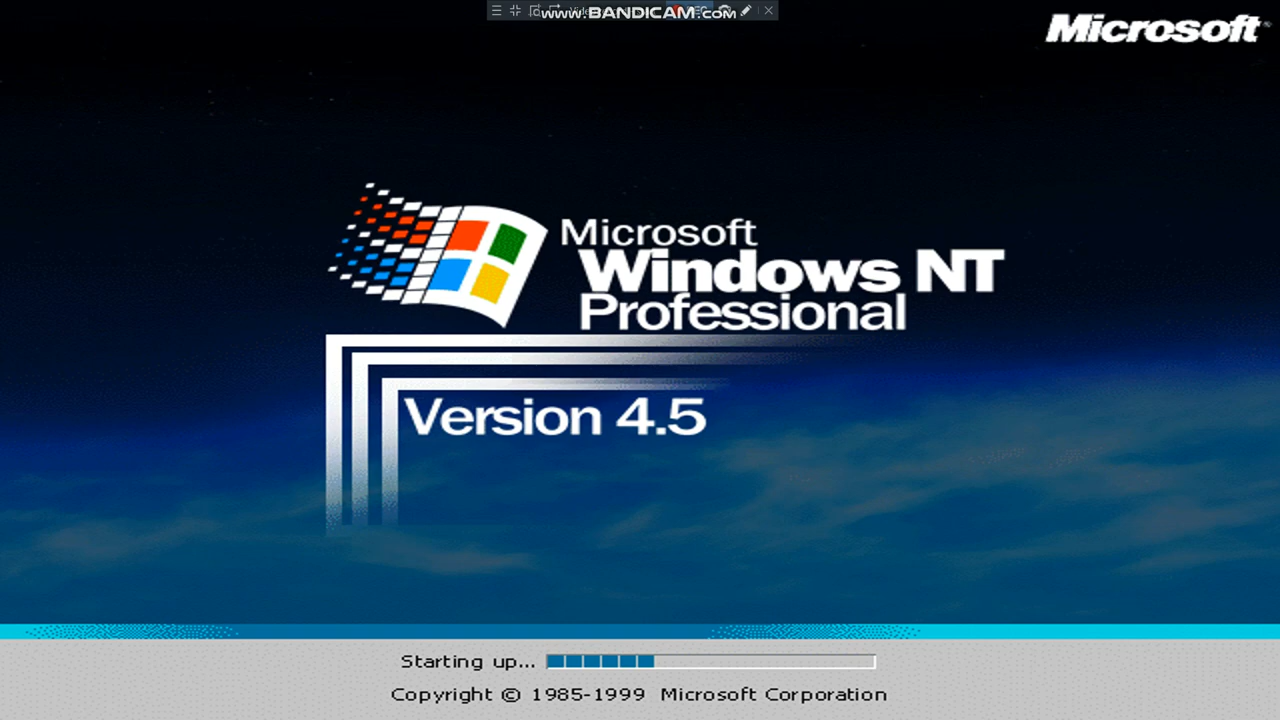 www.BANDICAM.com
Microsoft
Microsoft
Windows NT
Professional
Version 4.5
Starting up...
Copyright © 1985-1999 Microsoft Corporation